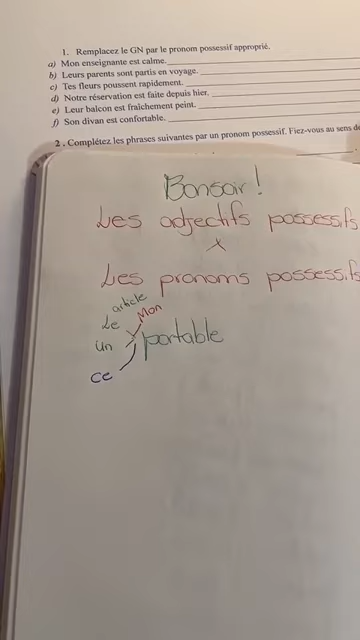 1. Remplacez le GN par le pronom possessif approprié.
a) Mon enseignante est calme.
b) Leurs parents sont partis en voyage.
c) Tes fleurs poussent rapidement.
d) Notre réservation est faite depuis hier.
e) Leur balcon est fraîchement peint.
f) Son divan est confortable.
2. Complétez les phrases suivantes par un pronom possessif. Fiez-vous au sens de
Bonsoir!
Les adjectifs possessifs
x
Les pronoms possessifs
article
Le Mon
un portable
ce